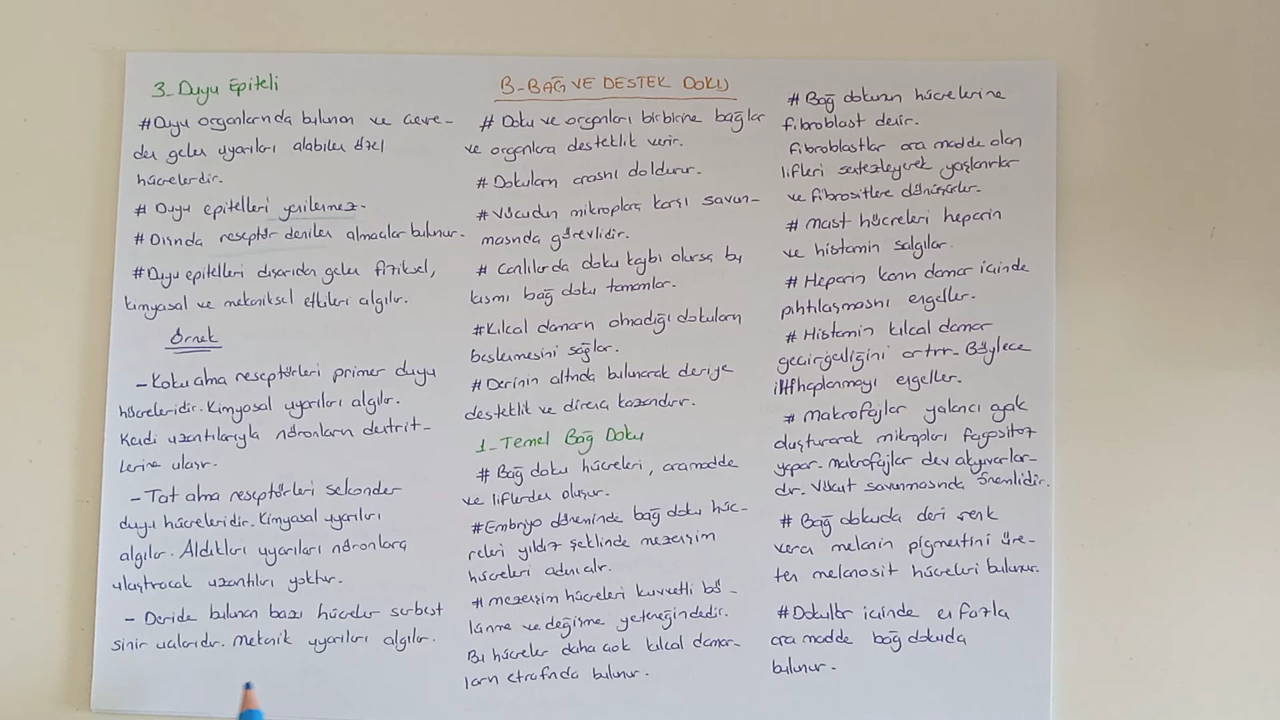 3_Duyu Epiteli
#Duyu organlarında bulunan ve çevre-
den gelen uyarıları alabilen özel
hücrelerdir.
# Duyu epitelleri yenilenmez.
# Dışında reseptör denilen almaçlar bulunur.
#Duyu epitelleri dışarıdan gelen fiziksel,
kimyasal ve mekaniksel etkileri algılar.
Örnek
-Koku alma reseptörleri primer duyu
hücreleridir. Kimyasal uyarıları algılar.
Kendi uzantılarıyla nöronların dentrit-
lerine ulaşır.
-Tat alma reseptörleri sekonder
duyu hücreleridir. Kimyasal uyarıları
algılar. Aldıkları uyarıları nöronlara
ulaştıracak uzantıları yoktur.
- Deride bulunan bazı hücreler serbest
sinir uçlarıdır. Mekanik uyarıları algılar.
B-BAĞ VE DESTEK DOKU
# Doku ve organları birbirine bağlar
ve organlara desteklik verir.
# Dokuların arasını doldurur.
#Vücudun mikroplara karşı savun-
masında görevlidir.
# Canlılarda doku kaybı olursa bu
kısmı bağ doku tamamlar.
#Kılcal damarın olmadığı dokuların
beslenmesini sağlar.
#Derinin altında bulunarak deriye
desteklik ve direnç kazandırır.
1_Temel Bağ Doku
# Bağ doku hücreleri, ara madde
ve liflerden oluşur.
#Embriyo döneminde bağ doku hüc-
releri yıldız şeklinde mezenşim
hücreleri adını alır.
# mezenşim hücreleri kuvvetli bö-
lünme ve değişme yeteneğindedir.
Bu hücreler daha çok kılcal damar-
ların etrafında bulunur.
# Bağ dokunun hücrelerine
fibroblast denir.
Fibroblastlar ara madde olan
lifleri sentezleyerek yaşlanırlar
ve fibrositlere dönüşürler.
# Mast hücreleri heparin
ve histamin salgılar.
# Heparin kanın damar içinde
pıhtılaşmasını engeller.
# Histamin kılcal damar
geçirgenliğini artırır. Böylece
iltihaplanmayı engeller.
# Makrofajlar yalancı ayak
oluşturarak mikropları fagositoz
yapar. Makrofajlar dev akyuvarlar-
dır. Vücut savunmasında önemlidir.
# Bağ dokuda deri renk
veren melanin pigmentini üre-
ten melanosit hücreleri bulunur.
#Dokular içinde en fazla
ara madde bağ dokuda
bulunur.